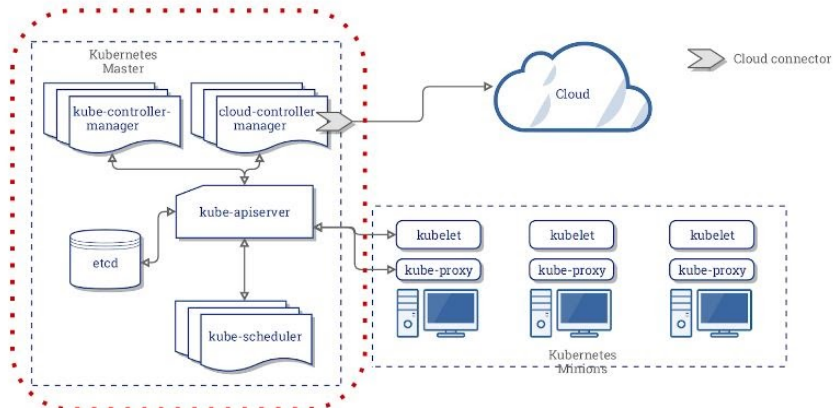 Kubernetes
Master
kube-controller-
manager
cloud-controller
manager
Cloud
Cloud connector
kube-apiserver
etcd
kube-scheduler
kubelet
kubelet
kubelet
kube-proxy
kube-proxy
kube-proxy
Kubernetes
Minions